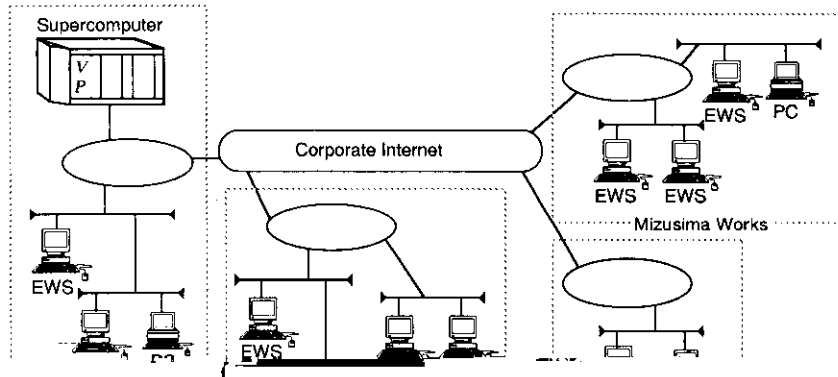 Supercomputer
V
P
Corporate Internet
EWS
PC
EWS
EWS
Mizusima Works
EWS
EWS